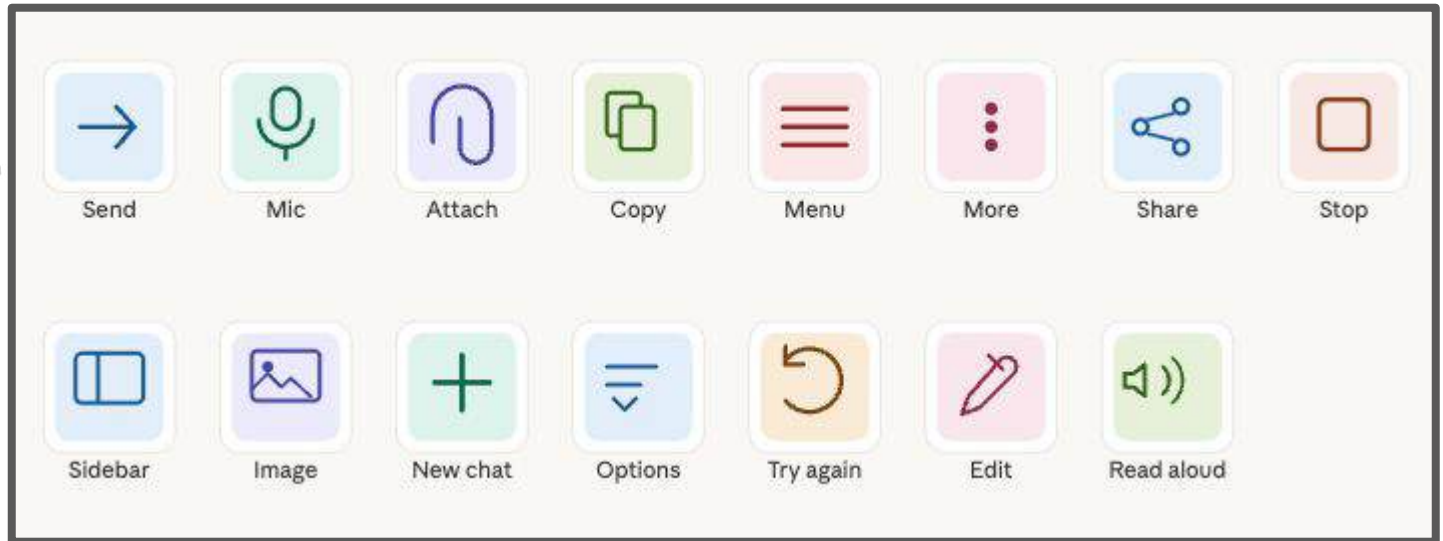 Send Mic Attach Copy Menu More Share Stop
Sidebar Image New chat Options Try again Edit Read aloud